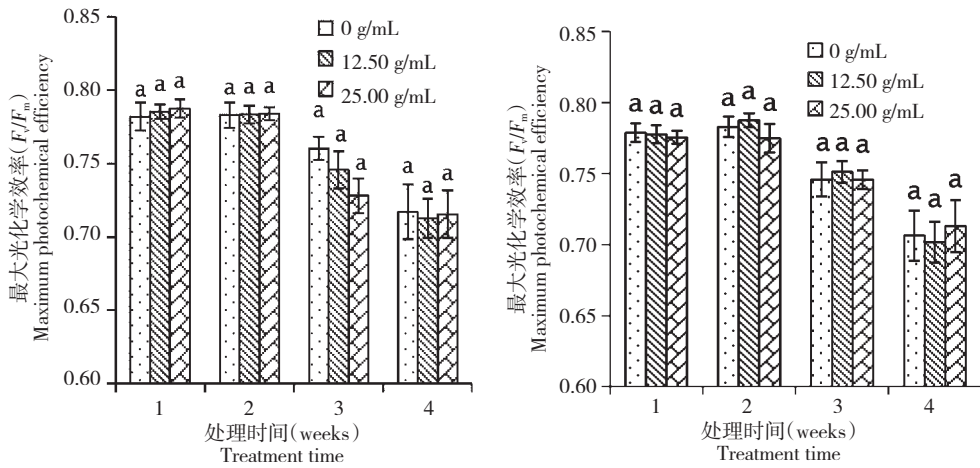 最大光化学效率(Fv/Fm)
Maximum photochemical efficiency
0.85
0.80
0.75
0.70
0.65
0.60
0 g/mL
12.50 g/mL
25.00 g/mL
a a a
a a a
a a a
a a a
1 2 3 4
处理时间(weeks)
Treatment time
最大光化学效率(Fv/Fm)
Maximum photochemical efficiency
0.85
0.80
0.75
0.70
0.65
0.60
0 g/mL
12.50 g/mL
25.00 g/mL
a a a
a a a
a a a
a a a
1 2 3 4
处理时间(weeks)
Treatment time